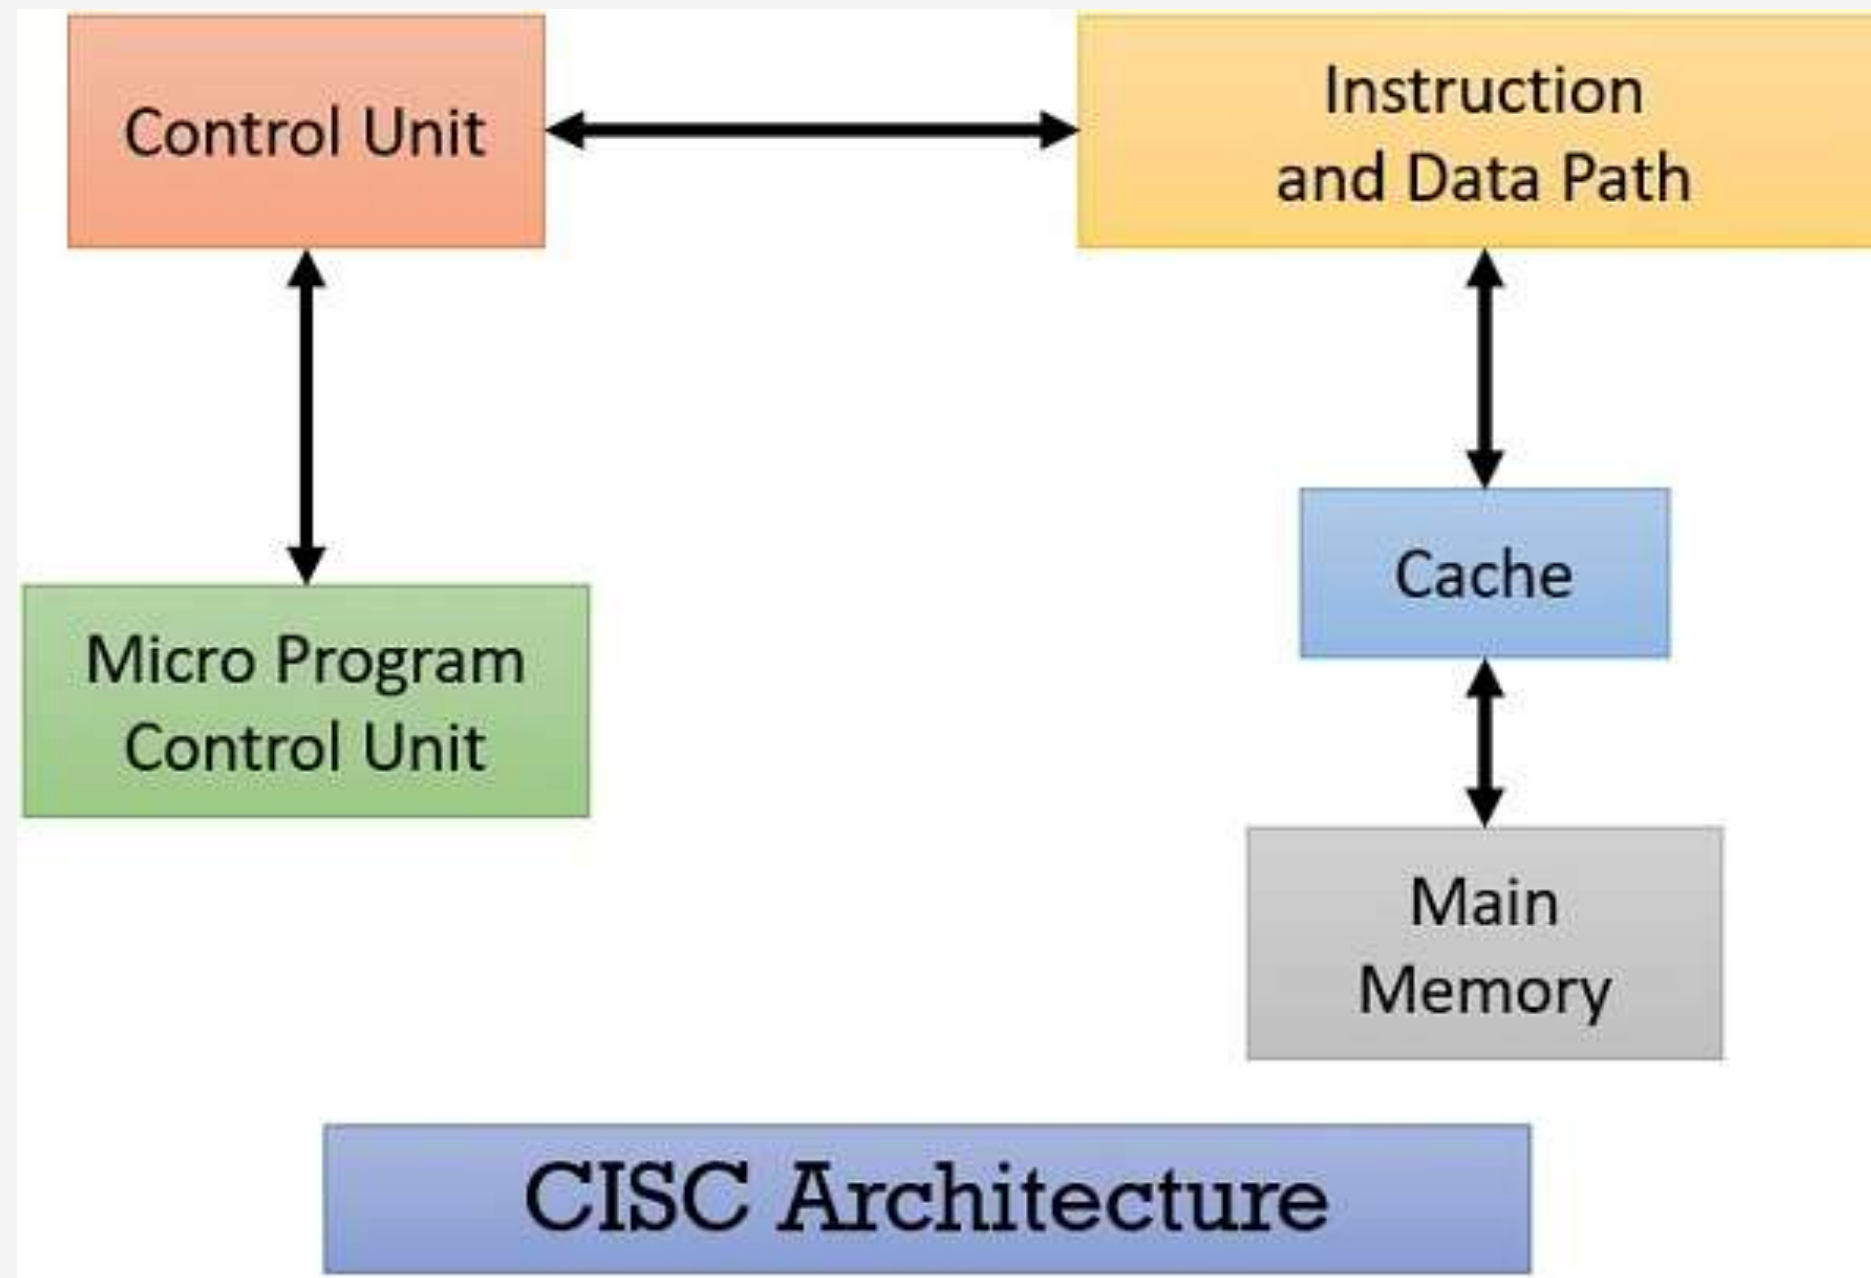 Control Unit
Instruction
and Data Path
Cache
Micro Program
Control Unit
Main
Memory
CISC Architecture